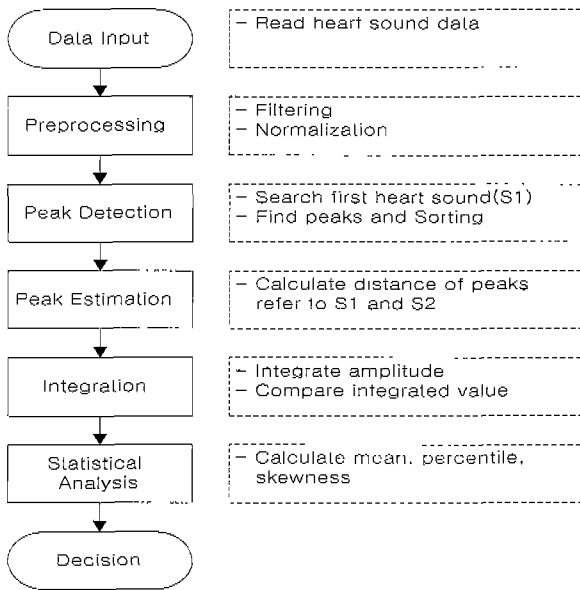 Data Input
- Read heart sound data
Preprocessing
- Filtering
- Normalization
Peak Detection
- Search first heart sound(S1)
- Find peaks and Sorting
Peak Estimation
- Calculate distance of peaks
refer to S1 and S2
Integration
- Integrate amplitude
- Compare integrated value
Statistical
Analysis
- Calculate mean, percentile,
skewness
Decision